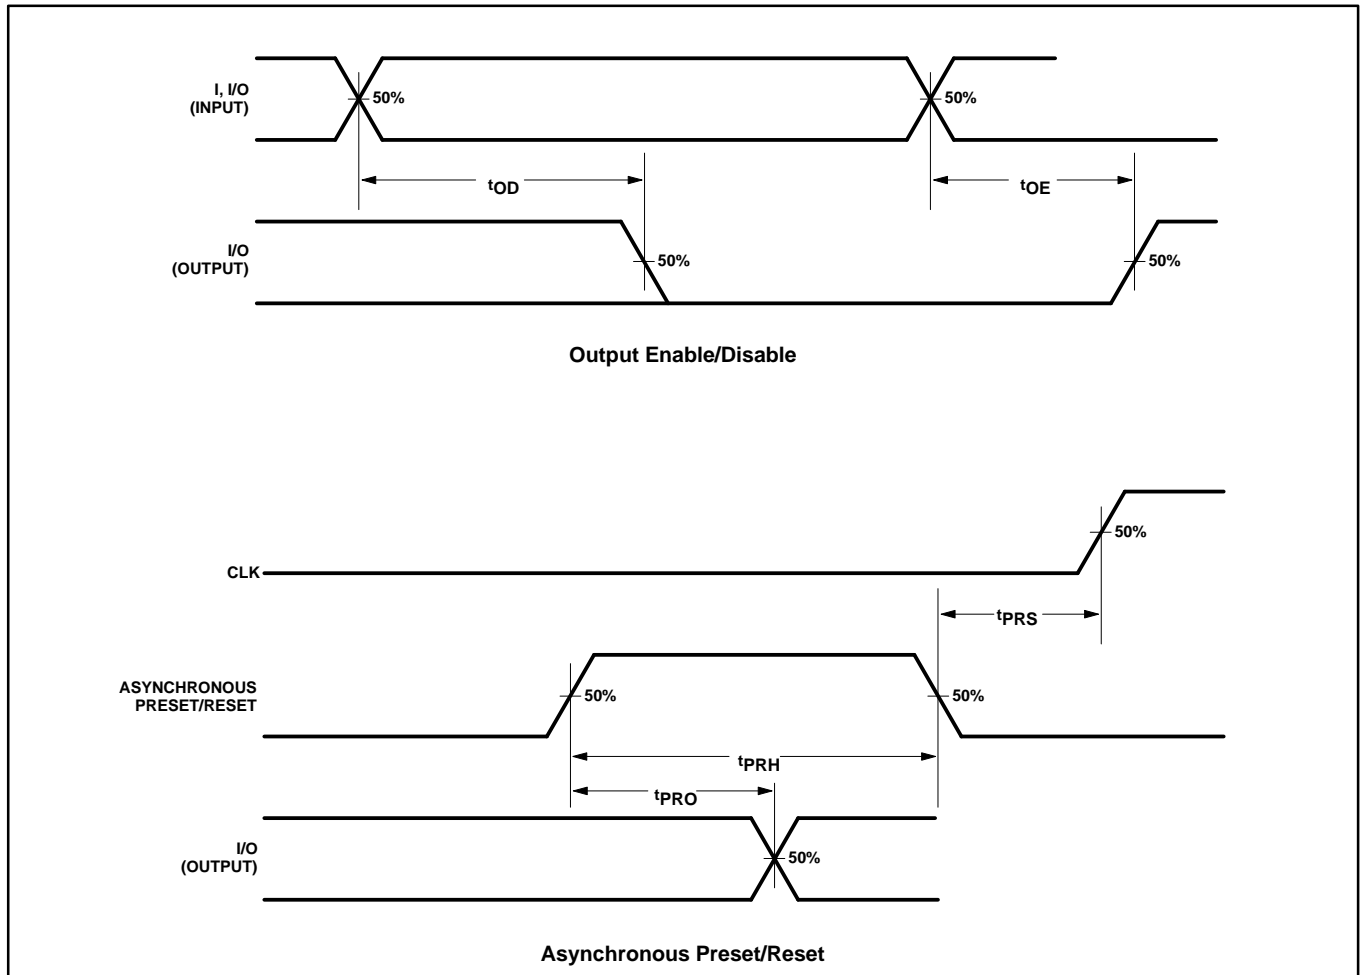 I, I/O
(INPUT)
50%
50%
tOD
tOE
I/O
(OUTPUT)
50%
50%
Output Enable/Disable
CLK
50%
tPRS
ASYNCHRONOUS
PRESET/RESET
50%
50%
tPRH
tPRO
I/O
(OUTPUT)
50%
Asynchronous Preset/Reset